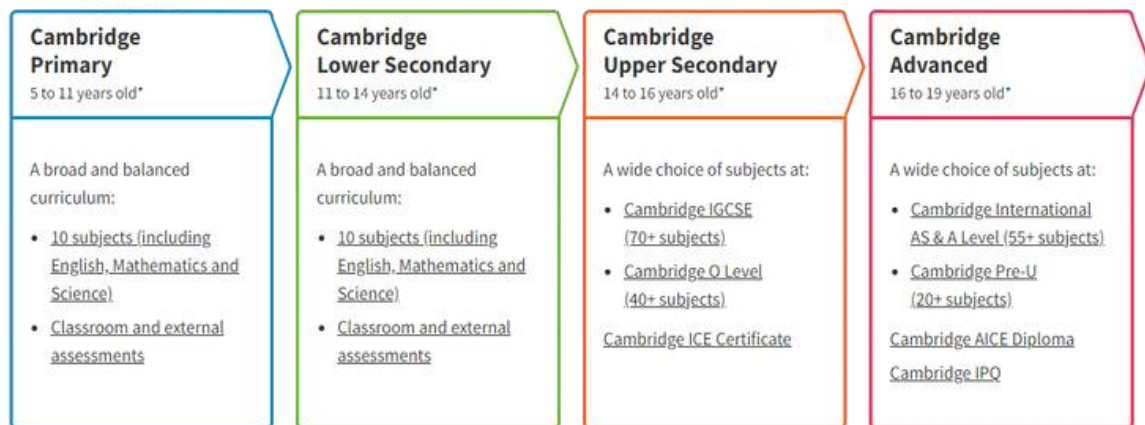 Cambridge
Primary
5 to 11 years old*
A broad and balanced
curriculum:
• 10 subjects (including
English, Mathematics and
Science)
• Classroom and external
assessments
Cambridge
Lower Secondary
11 to 14 years old*
A broad and balanced
curriculum:
• 10 subjects (including
English, Mathematics and
Science)
• Classroom and external
assessments
Cambridge
Upper Secondary
14 to 16 years old*
A wide choice of subjects at:
• Cambridge IGCSE
(70+ subjects)
• Cambridge O Level
(40+ subjects)
Cambridge ICE Certificate
Cambridge
Advanced
16 to 19 years old*
A wide choice of subjects at:
• Cambridge International
AS & A Level (55+ subjects)
• Cambridge Pre-U
(20+ subjects)
Cambridge AICE Diploma
Cambridge IPQ